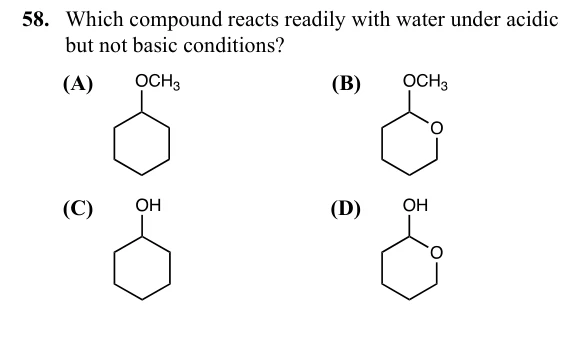 58. Which compound reacts readily with water under acidic
but not basic conditions?
(A) OCH3 (B) OCH3
O
(C) OH (D) OH
O